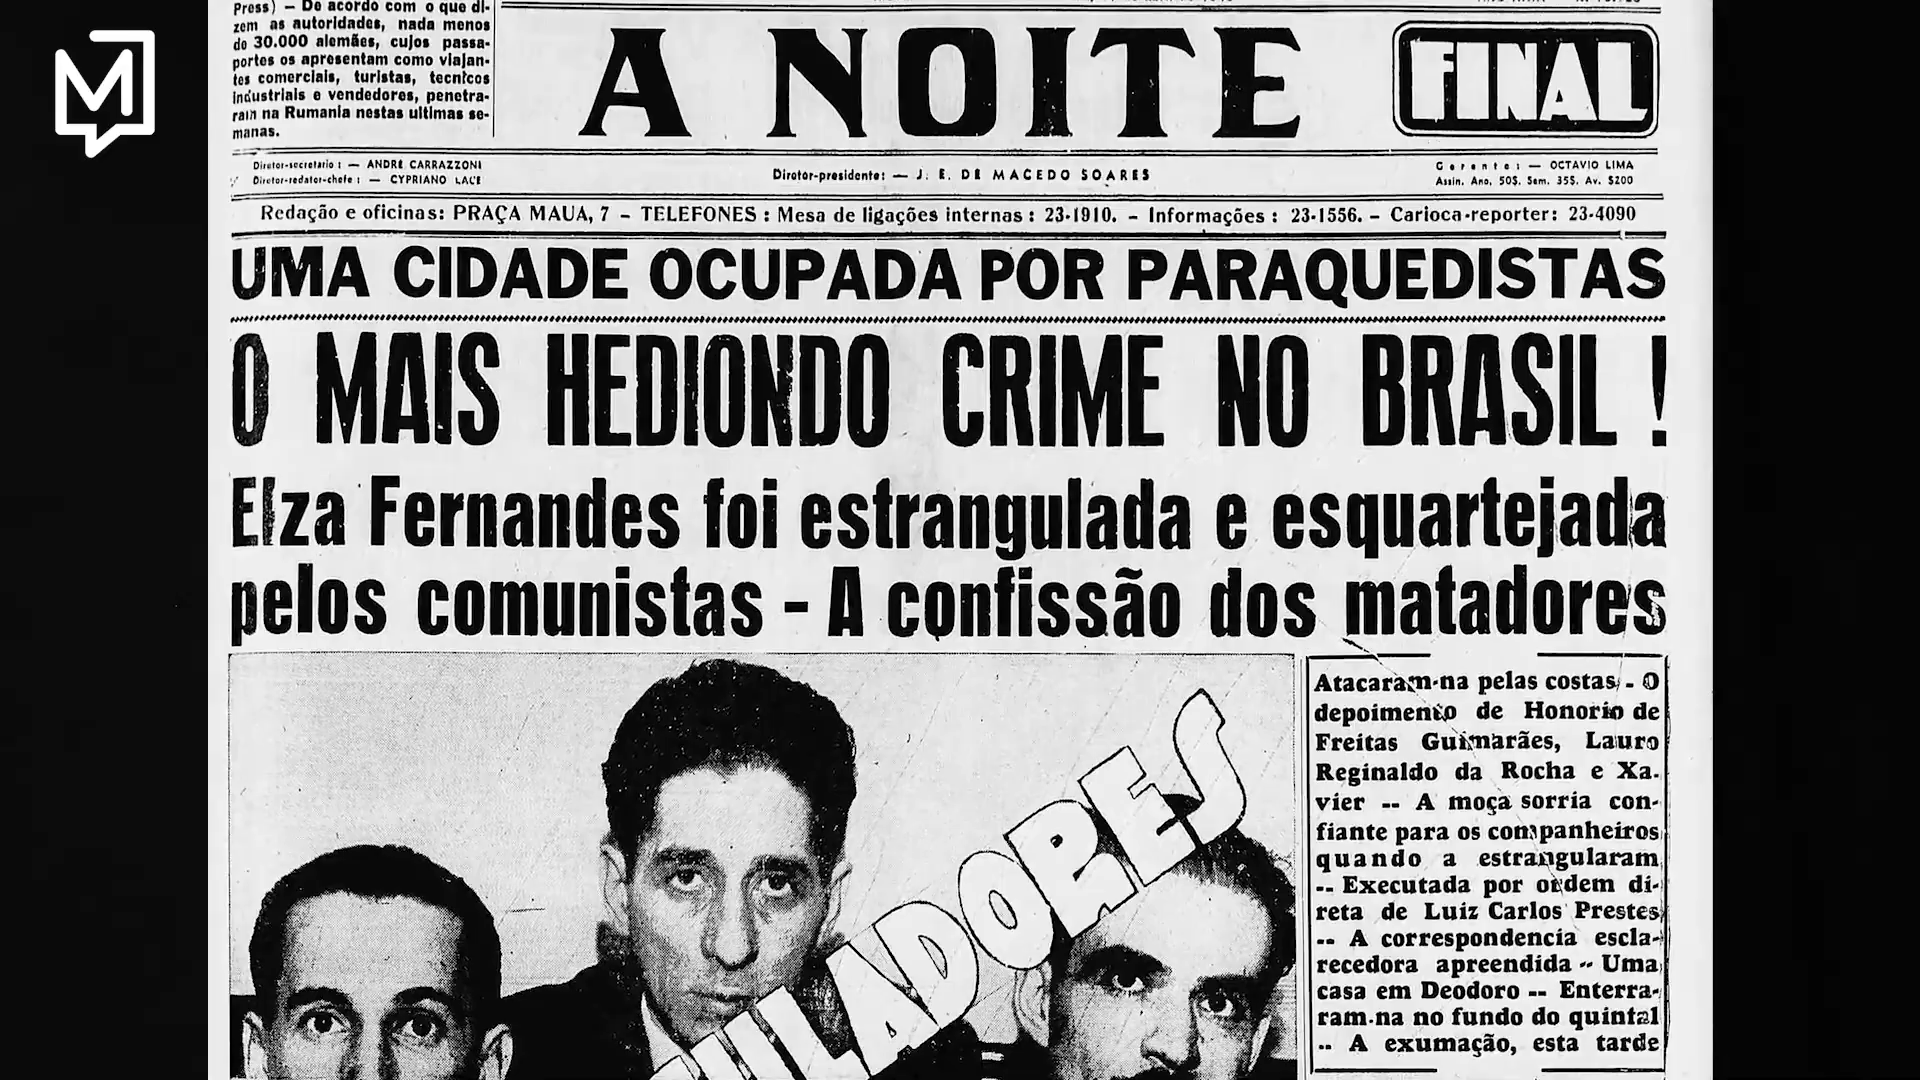 Press) — De acordo com o que di-
zem as autoridades, nada menos
de 30.000 alemães, cujos passa-
portes os apresentam como viajan-
tes comerciais, turistas, tecnicos
industriais e vendedores, penetra-
ram na Rumania nestas ultimas se-
manas.
A NOITE
FINAL
Diretor-secretario : — ANDRÉ CARRAZZONI
Diretor-redator-chefe : — CYPRIANO LAGE
Diretor-presidente: — J. E. DE MACEDO SOARES
Gerente: — OCTAVIO LIMA
Assin. Ano, 50$. Sem. 35$. Av. $200
Redação e oficinas: PRAÇA MAUA, 7 — TELEFONES : Mesa de ligações internas : 23-1910. — Informações : 23-1556. — Carioca-reporter: 23-4090
UMA CIDADE OCUPADA POR PARAQUEDISTAS
O MAIS HEDIONDO CRIME NO BRASIL !
Elza Fernandes foi estrangulada e esquartejada
pelos comunistas - A confissão dos matadores
Atacaram-na pelas costas - O
depoimento de Honorio de
Freitas Guimarães, Lauro
Reginaldo da Rocha e Xa-
vier -- A moça sorria con-
fiante para os companheiros
quando a estrangularam
-- Executada por ordem di-
reta de Luiz Carlos Prestes
-- A correspondencia escla-
recedora apreendida -- Uma
casa em Deodoro -- Enterra-
ram-na no fundo do quintal
-- A exumação, esta tarde